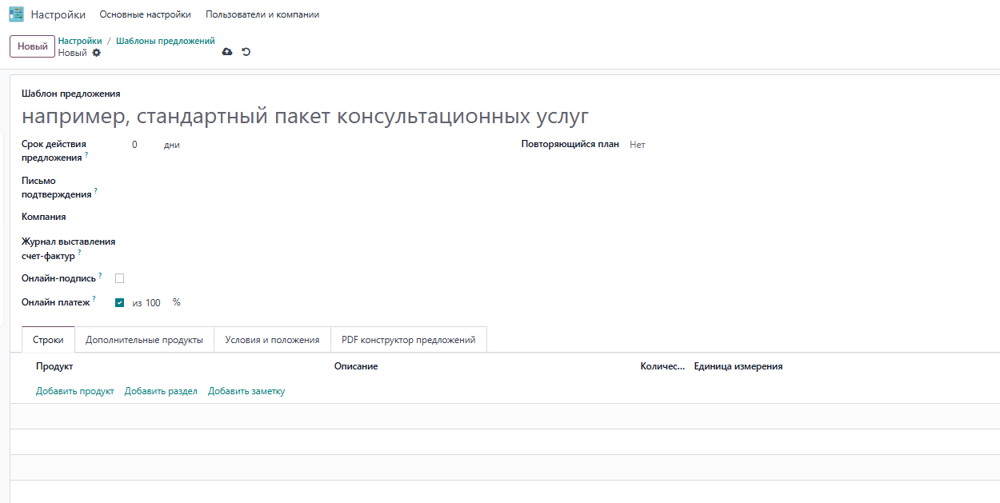 Настройки Основные настройки Пользователи и компании
Новый Настройки / Шаблоны предложений
Новый
Шаблон предложения
например, стандартный пакет консультационных услуг
Срок действия предложения ? 0 дни Повторяющийся план Нет
Письмо подтверждения ?
Компания
Журнал выставления счет-фактур ?
Онлайн-подпись ?
Онлайн платеж ? из 100 %
Строки Дополнительные продукты Условия и положения PDF конструктор предложений
Продукт Описание Количес... Единица измерения
Добавить продукт Добавить раздел Добавить заметку